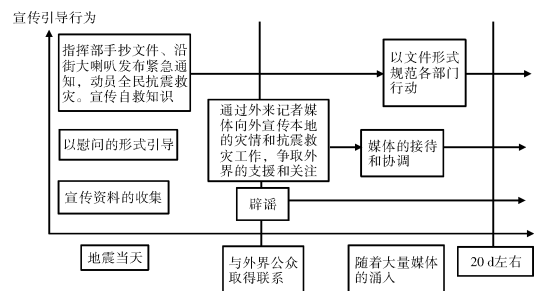 宣传引导行为
指挥部手抄文件、沿
街大喇叭发布紧急通
知，动员全民抗震救
灾。宣传自救知识
以文件形式
规范各部门
行动
通过外来记者媒
体向外宣传本地
的灾情和抗震救
灾工作，争取外
界的支援和关注
以慰问的形式引导
媒体的接待
和协调
宣传资料的收集
辟谣
地震当天
与外界公众
取得联系
随着大量媒体
的涌入
20 d左右